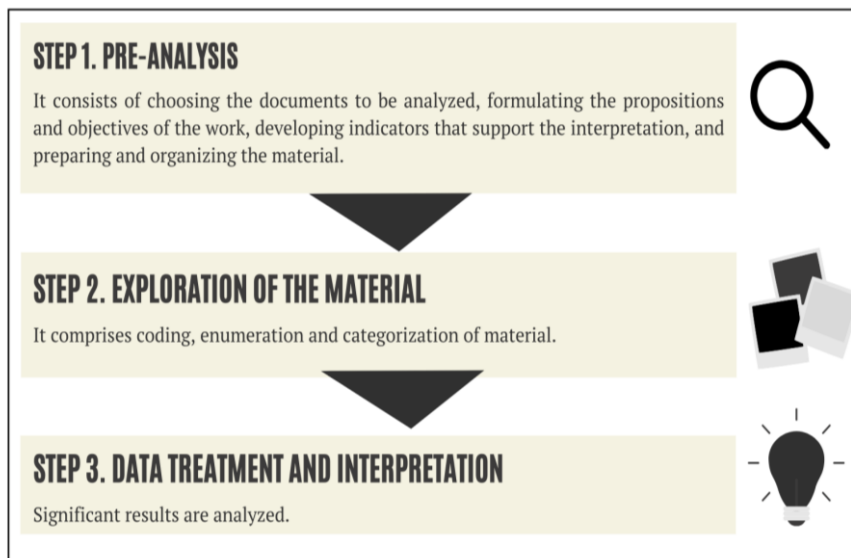 STEP 1. PRE-ANALYSIS
It consists of choosing the documents to be analyzed, formulating the propositions
and objectives of the work, developing indicators that support the interpretation, and
preparing and organizing the material.
STEP 2. EXPLORATION OF THE MATERIAL
It comprises coding, enumeration and categorization of material.
STEP 3. DATA TREATMENT AND INTERPRETATION
Significant results are analyzed.